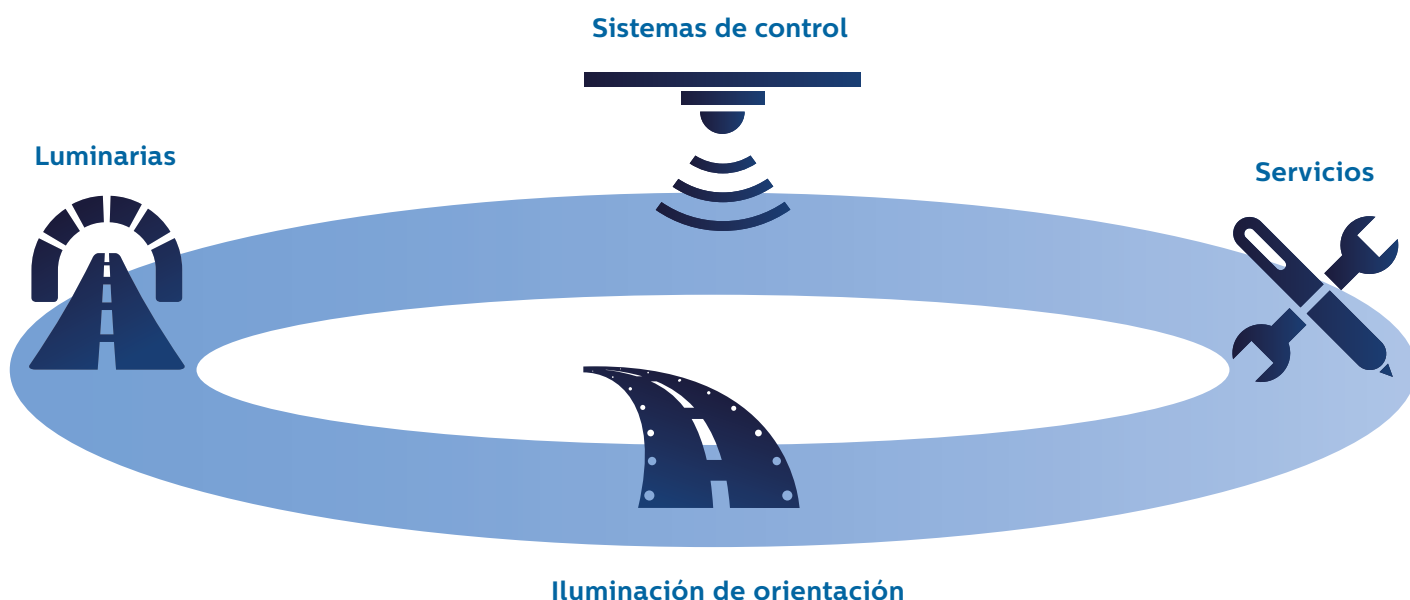 Sistemas de control
Luminarias
Servicios
Iluminación de orientación